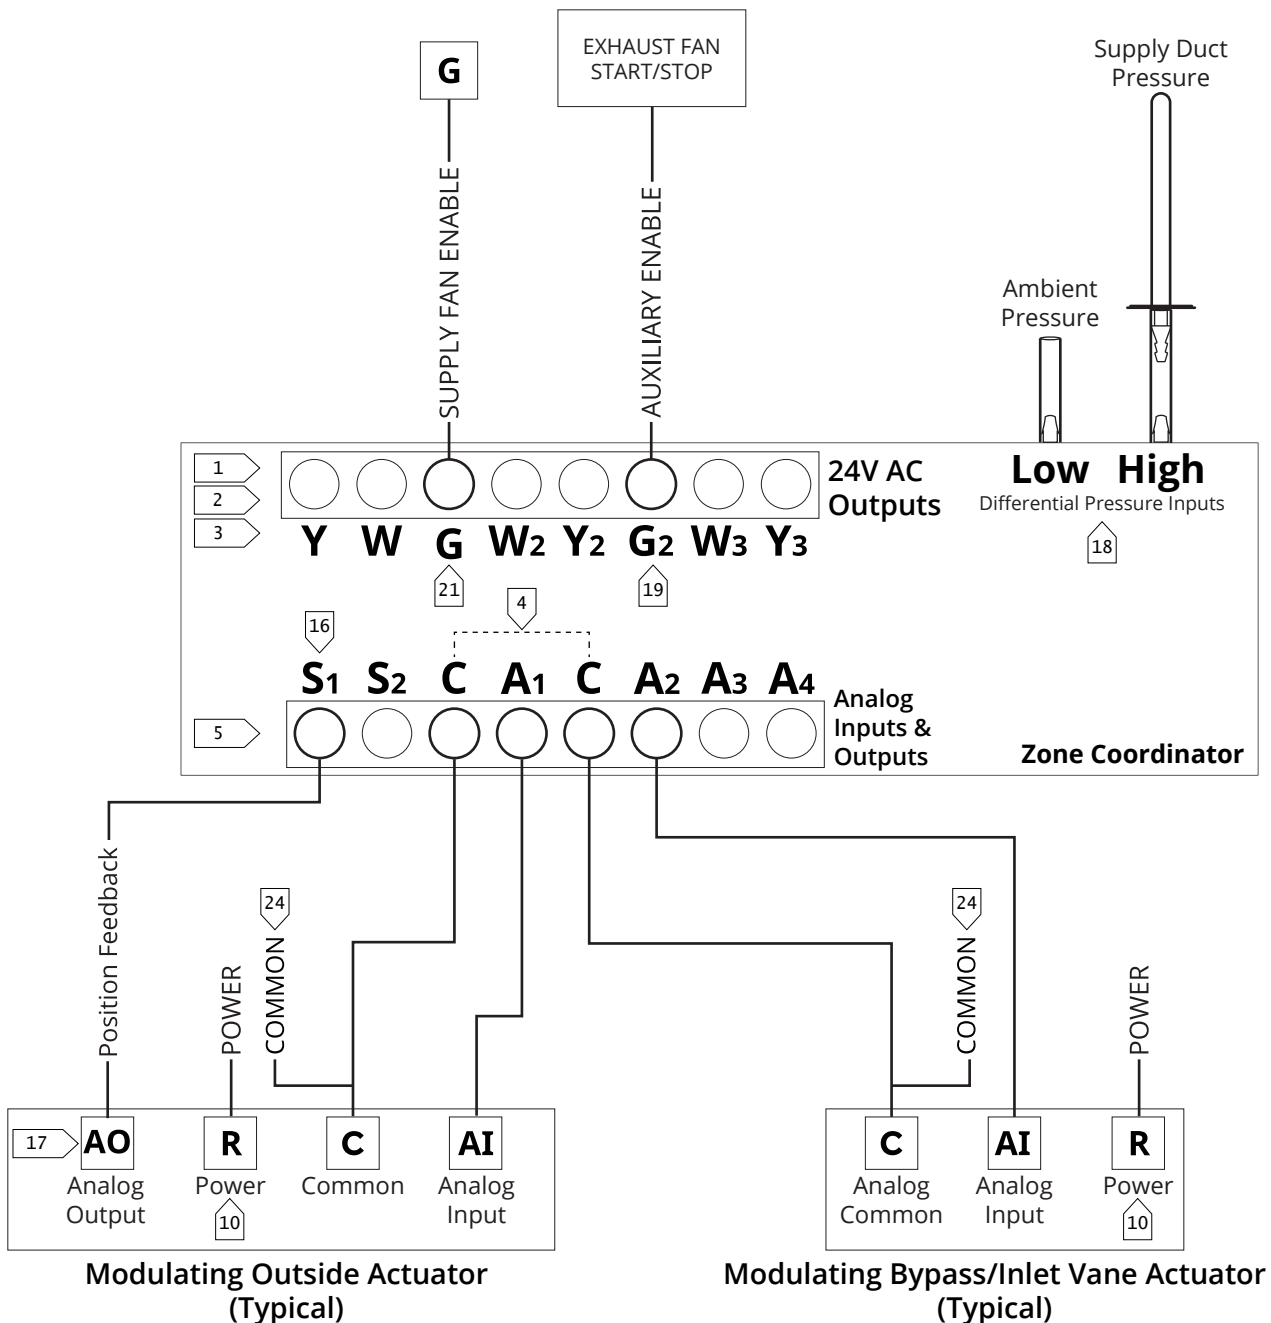 G
EXHAUST FAN
START/STOP
Supply Duct
Pressure
SUPPLY FAN ENABLE
AUXILIARY ENABLE
Ambient
Pressure
1
2
3
24V AC
Outputs
Low High
Differential Pressure Inputs
18
Y W G W2 Y2 G2 W3 Y3
21
19
4
16
S1 S2 C A1 C A2 A3 A4
5
Analog
Inputs &
Outputs
Zone Coordinator
Position Feedback
POWER
24
COMMON
24
COMMON
POWER
17
AO R C AI
Analog
Output
Power
Common
Analog
Input
10
C AI R
Analog
Common
Analog
Input
Power
10
Modulating Outside Actuator
(Typical)
Modulating Bypass/Inlet Vane Actuator
(Typical)